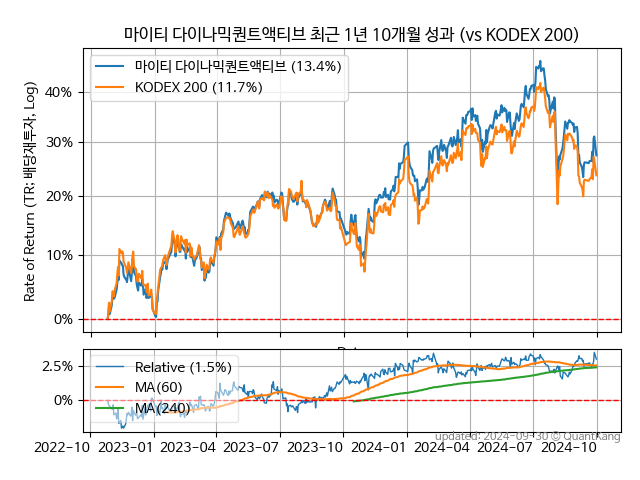 마이티 다이나믹퀀트액티브 최근 1년 10개월 성과 (vs KODEX 200)
마이티 다이나믹퀀트액티브 (13.4%)
KODEX 200 (11.7%)
Rate of Return (TR: 배당재투자, Log)
40%
30%
20%
10%
0%
Relative (1.5%)
MA(60)
MA(240)
2.5%
0%
updated: 2024-09-30 © QuantKang
2022-10 2023-01 2023-04 2023-07 2023-10 2024-01 2024-04 2024-07 2024-10